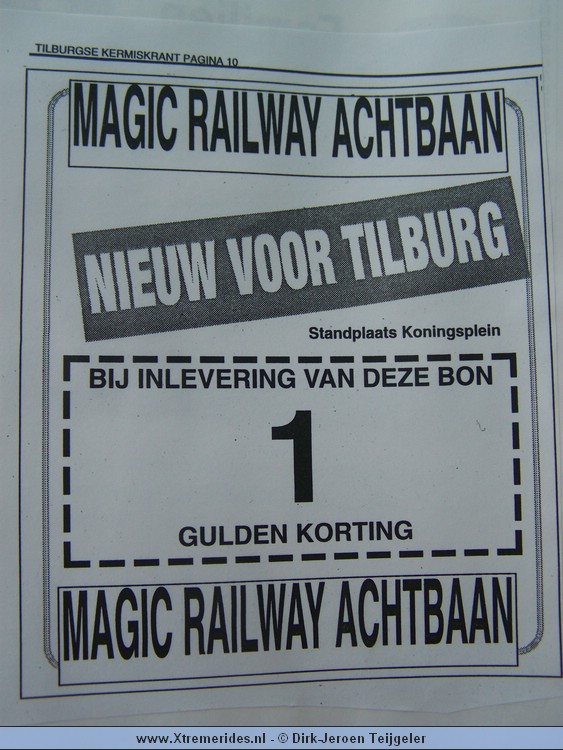 TILBURGSE KERMISKRANT PAGINA 10
MAGIC RAILWAY ACHTBAAN
NIEUW VOOR TILBURG
Standplaats Koningsplein
BIJ INLEVERING VAN DEZE BON
1
GULDEN KORTING
MAGIC RAILWAY ACHTBAAN
www.Xtremerides.nl - © Dirk-Jeroen Teijgeler